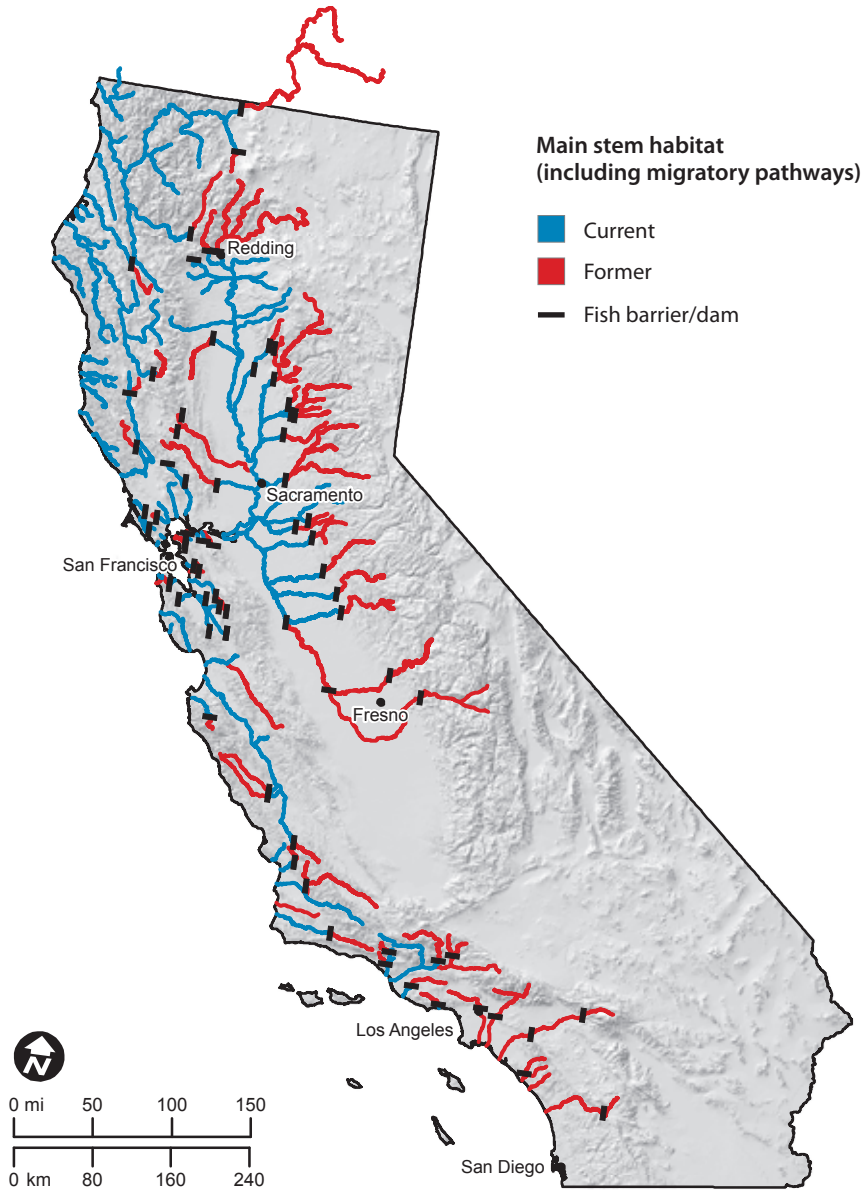 Main stem habitat
(including migratory pathways)
Current
Former
Fish barrier/dam
Redding
Sacramento
San Francisco
Fresno
Los Angeles
San Diego
N
0 mi 50 100 150
0 km 80 160 240